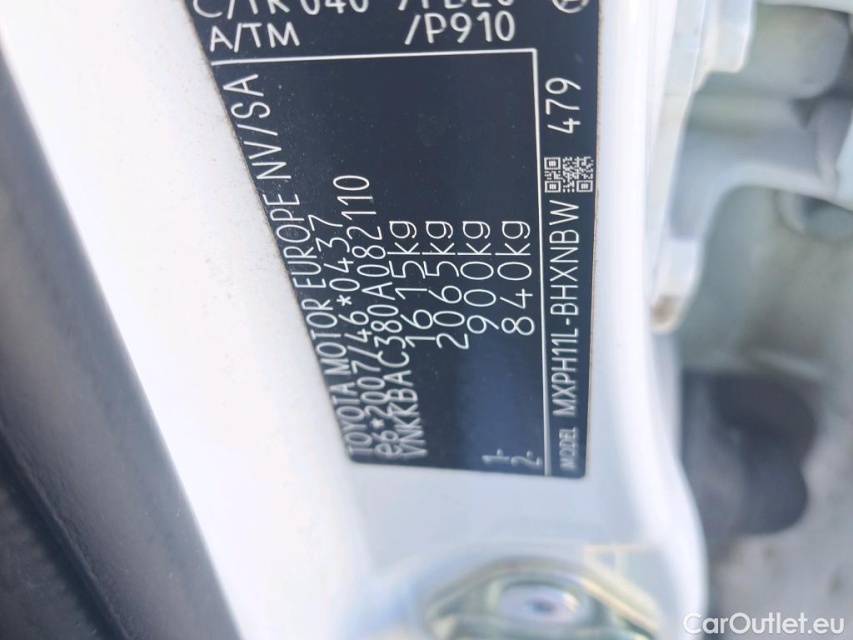 TOYOTA MOTOR EUROPE NV/SA
e6*2007/46*0437
VNKKBAC380A082110
1615kg
2065kg
1- 900kg
2- 840kg
MODEL MXPH11L-BHXNBW 479
A/TM /P910
CarOutlet.eu